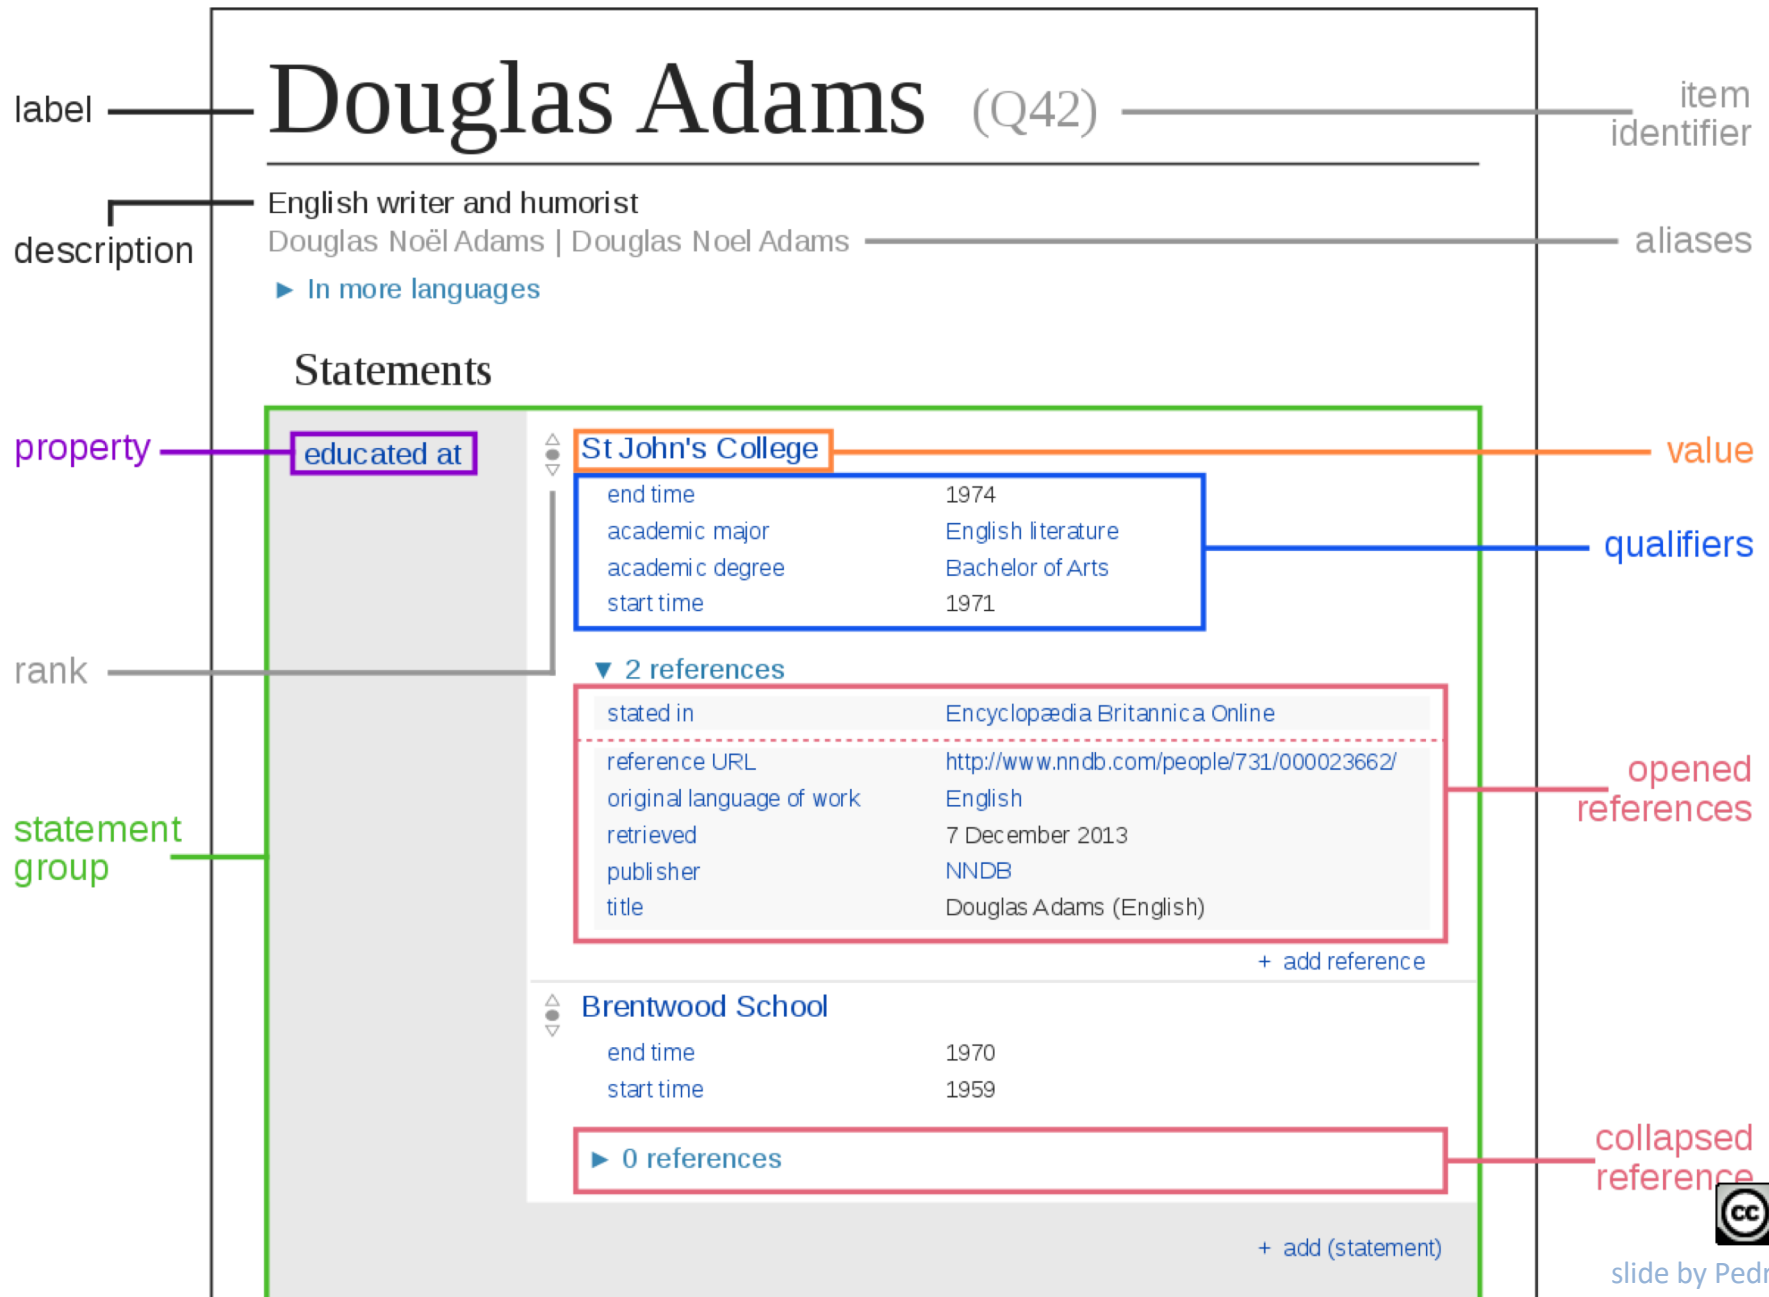 label
Douglas Adams (Q42)
item
identifier
description
English writer and humorist
Douglas Noël Adams | Douglas Noel Adams
aliases
► In more languages
Statements
property
educated at
St John's College
value
end time 1974
academic major English literature
academic degree Bachelor of Arts
start time 1971
qualifiers
rank
▼ 2 references
stated in Encyclopædia Britannica Online
reference URL http://www.nndb.com/people/731/000023662/
original language of work English
retrieved 7 December 2013
publisher NNDB
title Douglas Adams (English)
opened
references
statement
group
+ add reference
Brentwood School
end time 1970
start time 1959
► 0 references
collapsed
reference
+ add (statement)
cc
slide by Pedr